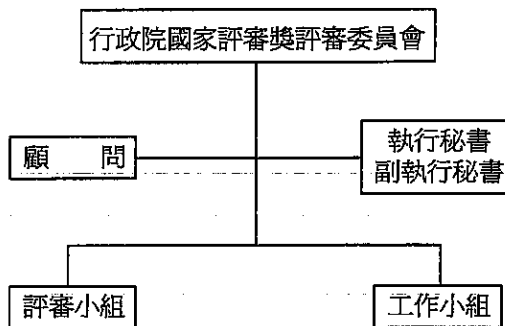 行政院國家評審獎評審委員會
顧　　問
執行秘書
副執行秘書
評審小組
工作小組